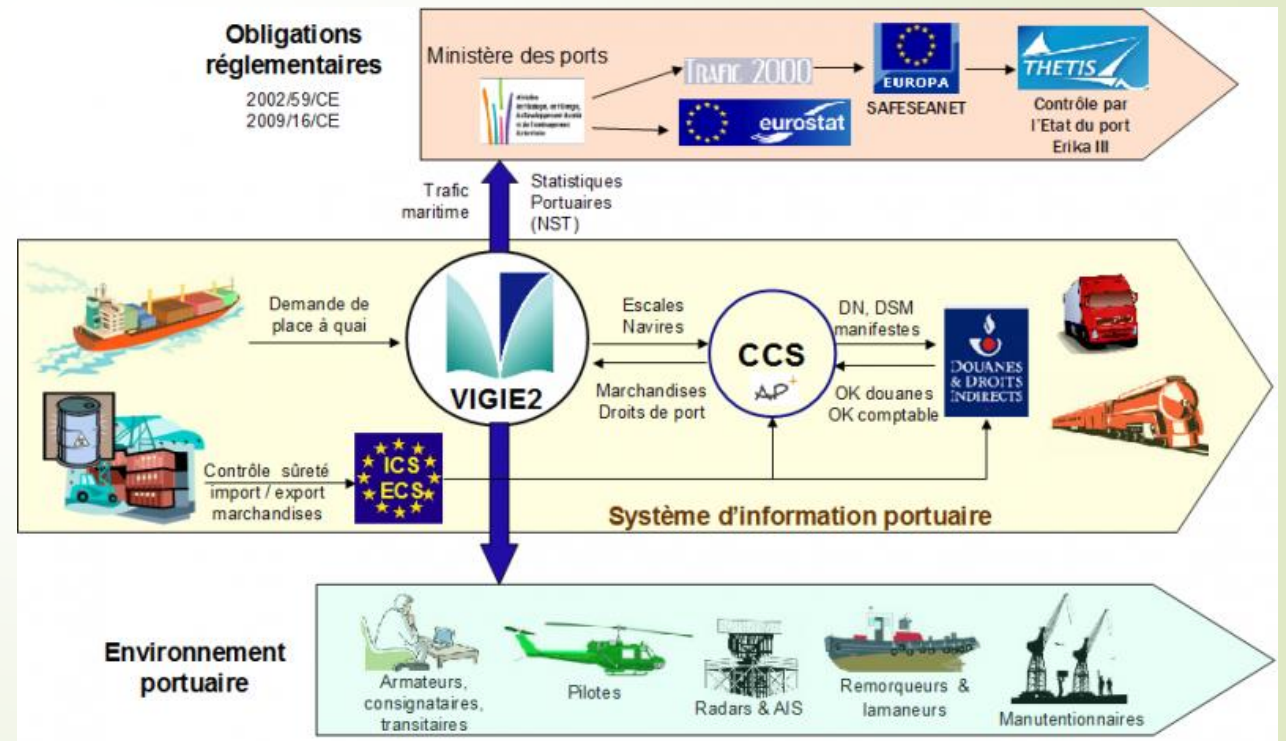 Obligations
réglementaires
2002/59/CE
2009/16/CE
Ministère des ports
TRAFIC 2000
eurostat
EUROPA
SAFESEANET
THETIS
Contrôle par
l'Etat du port
Erika III
Trafic
maritime
Statistiques
Portuaires
(NST)
Demande de
place à quai
VIGIE2
Escales
Navires
Marchandises
Droits de port
CCS
AP+
DN, DSM
manifestes
OK douanes
OK comptable
DOUANES
& DROITS
INDIRECTS
Contrôle sûreté
import / export
marchandises
ICS
ECS
Système d'information portuaire
Environnement
portuaire
Armateurs,
consignataires,
transitaires
Pilotes
Radars & AIS
Remorqueurs &
lamaneurs
Manutentionnaires